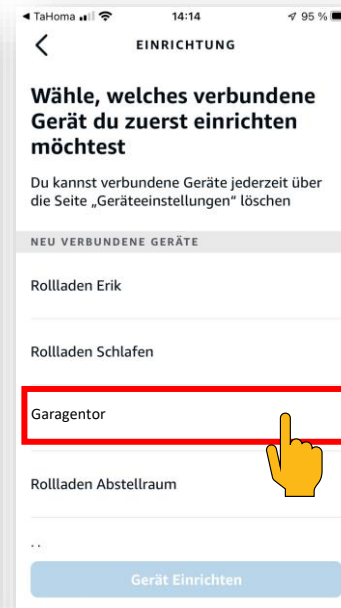 TaHoma 14:14 95 %
EINRICHTUNG
Wähle, welches verbundene
Gerät du zuerst einrichten
möchtest
Du kannst verbundene Geräte jederzeit über
die Seite „Geräteeinstellungen“ löschen
NEU VERBUNDENE GERÄTE
Rollladen Erik
Rollladen Schlafen
Garagentor
Rollladen Abstellraum
. .
Gerät Einrichten